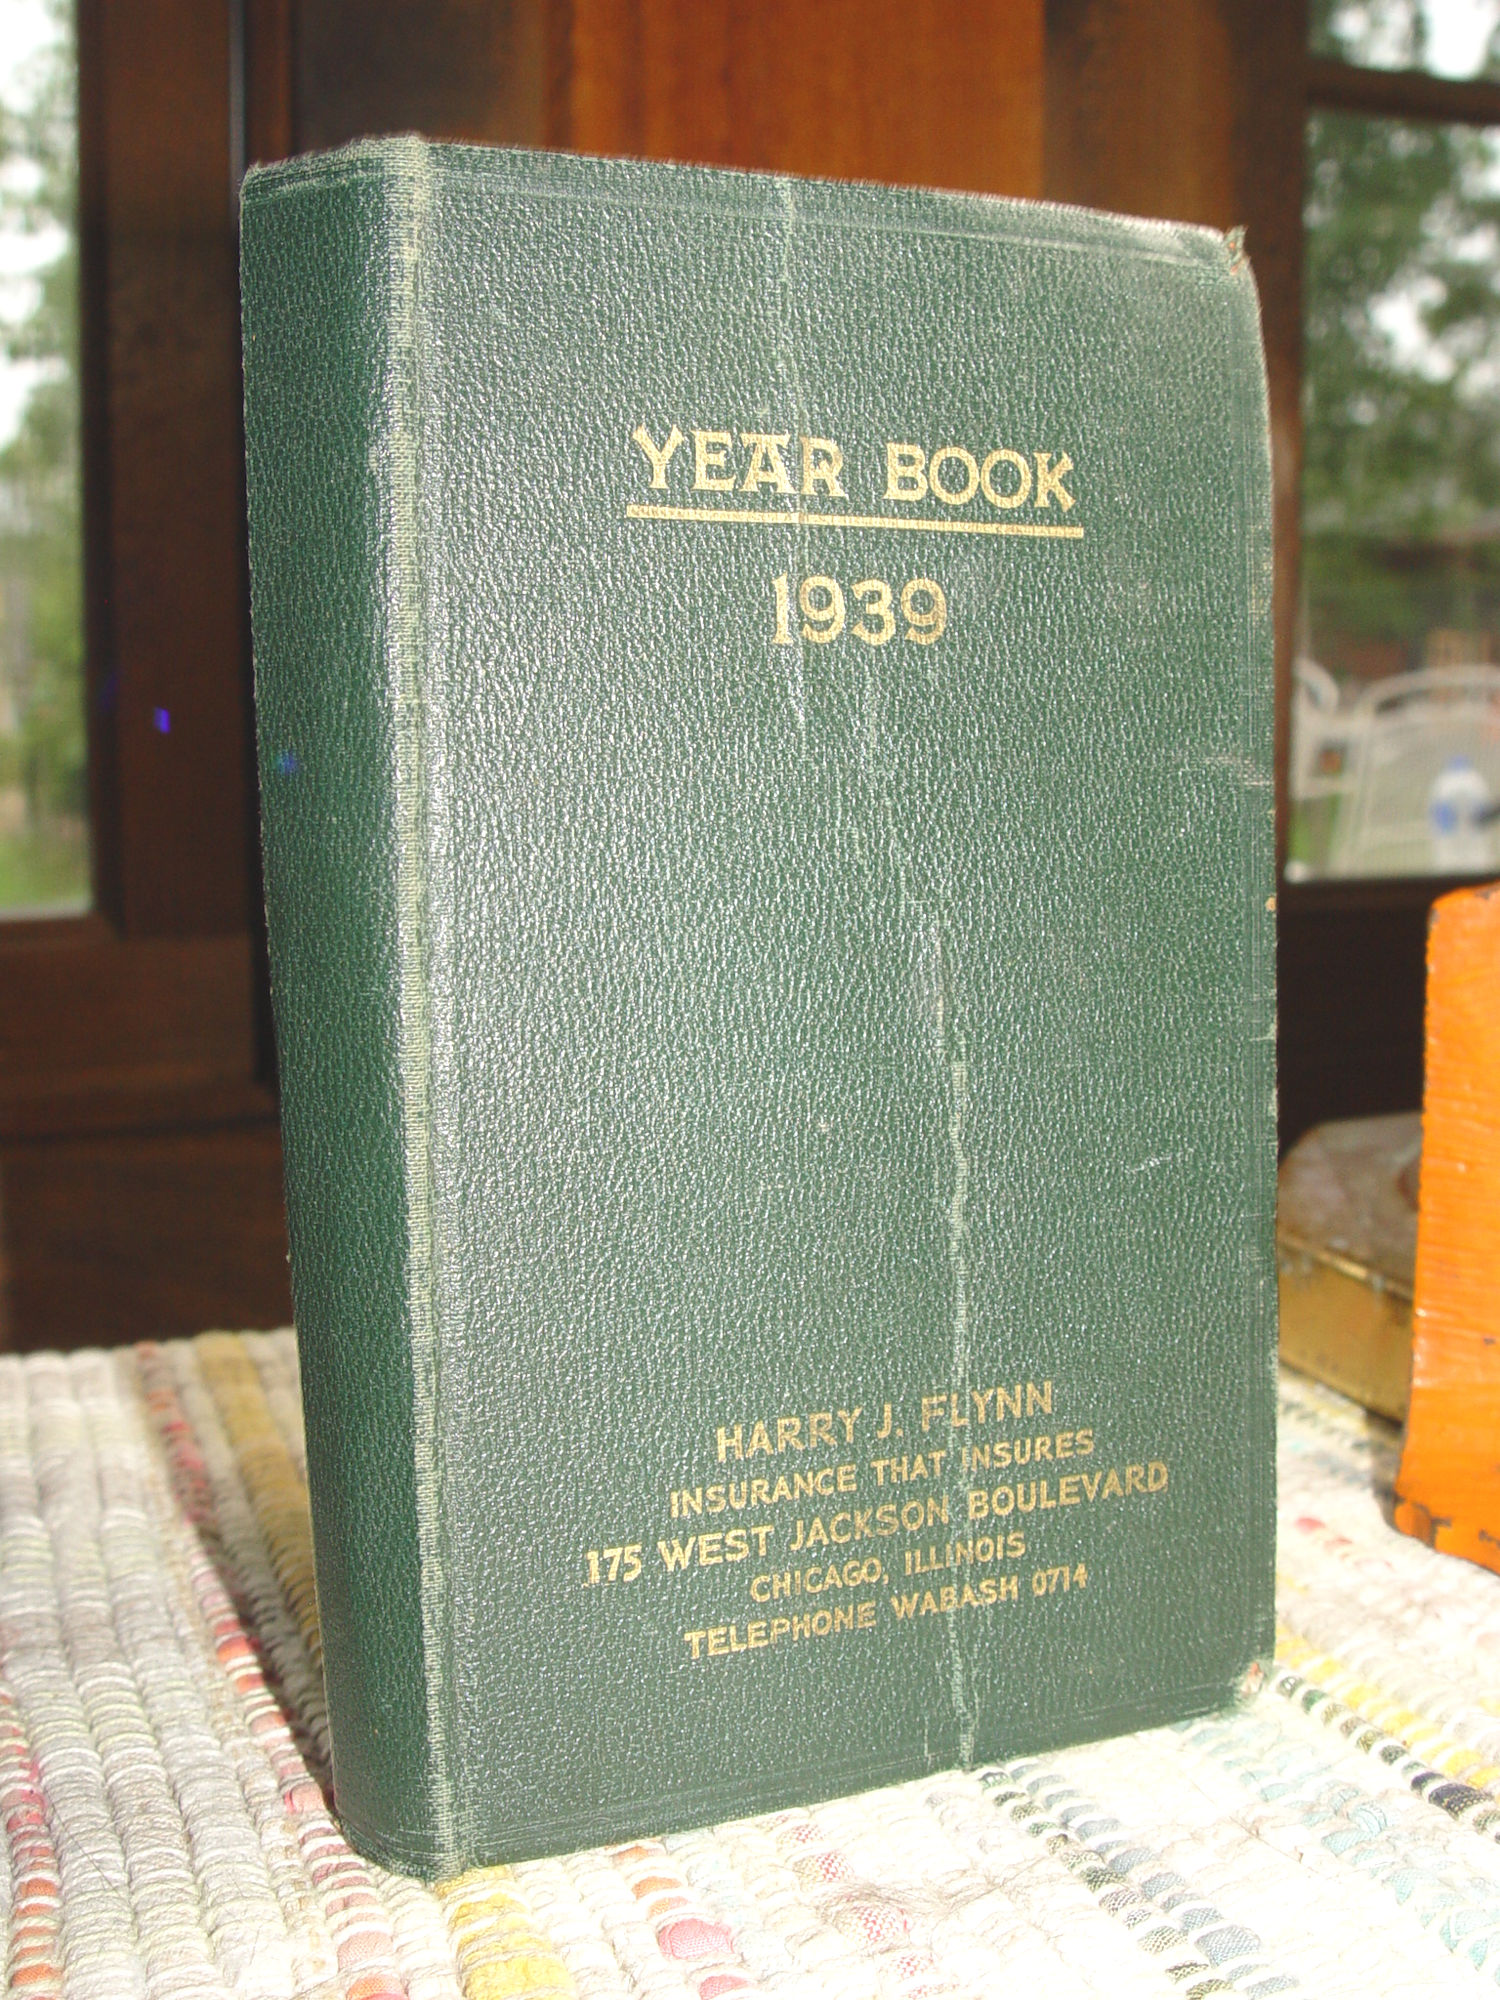 YEAR BOOK
1939
HARRY J. FLYNN
INSURANCE THAT INSURES
175 WEST JACKSON BOULEVARD
CHICAGO, ILLINOIS
TELEPHONE WABASH 0714